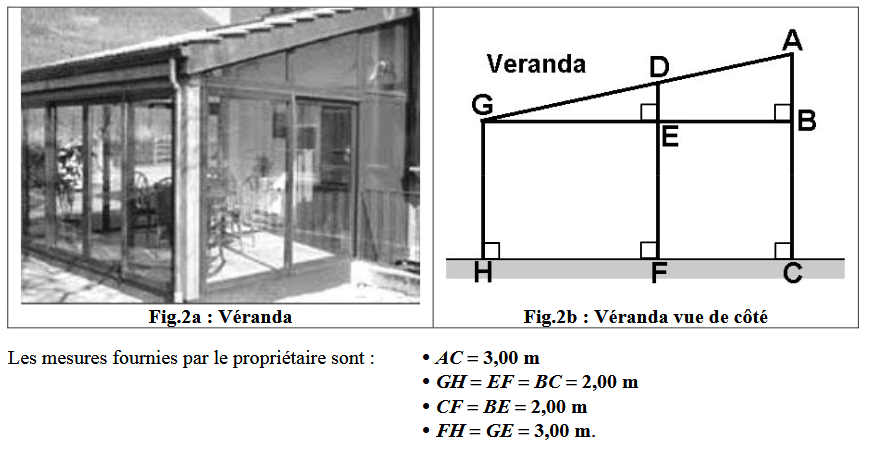 Veranda
A
D
G
E
B
H
F
C
Fig.2a : Véranda
Fig.2b : Véranda vue de côté
Les mesures fournies par le propriétaire sont :
• AC = 3,00 m
• GH = EF = BC = 2,00 m
• CF = BE = 2,00 m
• FH = GE = 3,00 m.